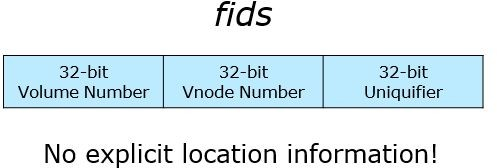 fids
32-bit
Volume Number
32-bit
Vnode Number
32-bit
Uniquifier
No explicit location information!